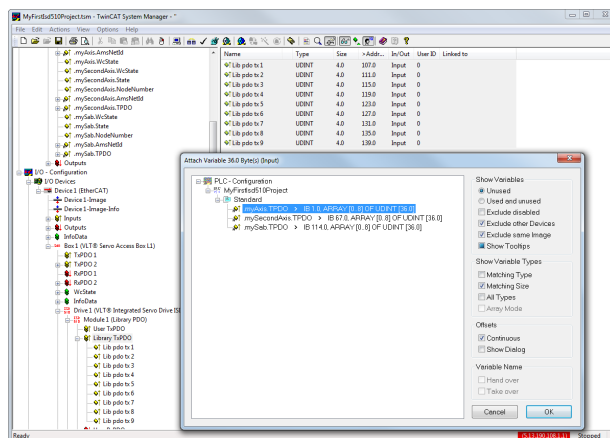 MyFirstIsd510Project.tsm - TwinCAT System Manager - *
File Edit Actions View Options Help
.myAxis.AmsNetId
.myAxis.WcState
.mySecondAxis.WcState
.mySecondAxis.State
.mySecondAxis.NodeNumber
.mySecondAxis.AmsNetId
.mySecondAxis.TPDO
.mySab.WcState
.mySab.State
.mySab.NodeNumber
.mySab.AmsNetId
.mySab.TPDO
Outputs
I/O - Configuration
I/O Devices
Device 1 (EtherCAT)
Device 1-Image
Device 1-Image-Info
Inputs
Outputs
InfoData
Box 1 (VLT® Servo Access Box L1)
TxPDO 1
TxPDO 2
RxPDO 1
RxPDO 2
WcState
InfoData
Drive 1 (VLT® Integrated Servo Drive IS
Module 1 (Library PDO)
User TxPDO
Library TxPDO
Lib pdo tx 1
Lib pdo tx 2
Lib pdo tx 3
Lib pdo tx 4
Lib pdo tx 5
Lib pdo tx 6
Lib pdo tx 7
Lib pdo tx 8
Lib pdo tx 9
Name Type Size >Addr... In/Out User ID Linked to
Lib pdo tx 1 UDINT 4.0 107.0 Input 0
Lib pdo tx 2 UDINT 4.0 111.0 Input 0
Lib pdo tx 3 UDINT 4.0 115.0 Input 0
Lib pdo tx 4 UDINT 4.0 119.0 Input 0
Lib pdo tx 5 UDINT 4.0 123.0 Input 0
Lib pdo tx 6 UDINT 4.0 127.0 Input 0
Lib pdo tx 7 UDINT 4.0 131.0 Input 0
Lib pdo tx 8 UDINT 4.0 135.0 Input 0
Lib pdo tx 9 UDINT 4.0 139.0 Input 0
Attach Variable 36.0 Byte(s) (Input)
PLC - Configuration
MyFirstIsd510Project
Standard
.myAxis.TPDO > IB 1.0, ARRAY [0..8] OF UDINT [36.0]
.mySecondAxis.TPDO > IB 67.0, ARRAY [0..8] OF UDINT [36.0]
.mySab.TPDO > IB 114.0, ARRAY [0..8] OF UDINT [36.0]
Show Variables
Unused
Used and unused
Exclude disabled
Exclude other Devices
Exclude same Image
Show Tooltips
Show Variable Types
Matching Type
Matching Size
All Types
Array Mode
Offsets
Continuous
Show Dialog
Variable Name
Hand over
Take over
Cancel OK
Ready (5.13.190.108.1.1) Stopped